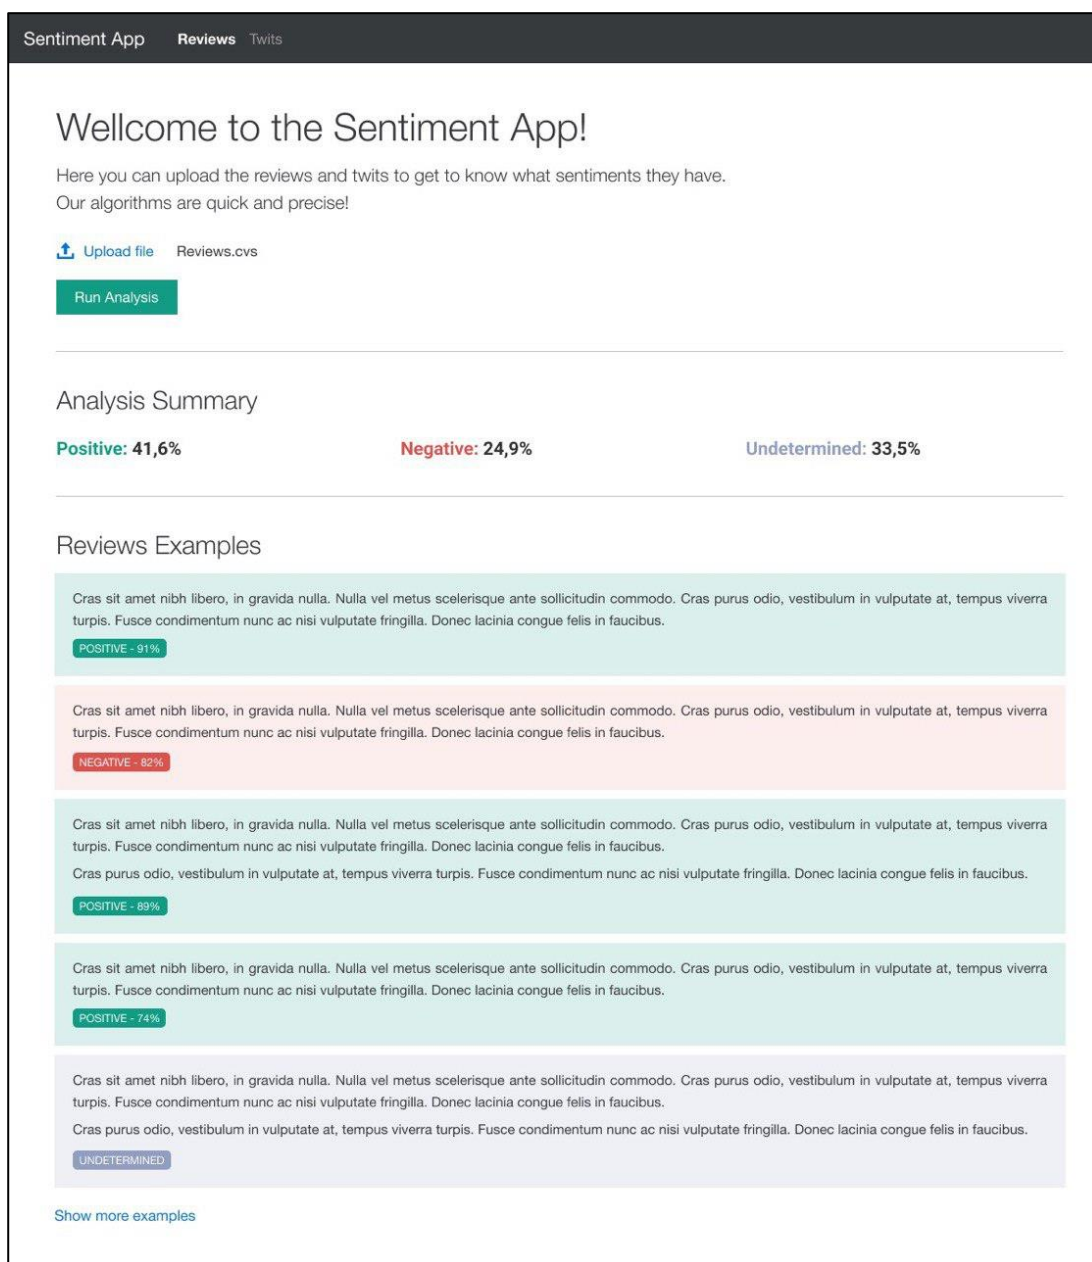 Sentiment App Reviews Twits
Wellcome to the Sentiment App!
Here you can upload the reviews and twits to get to know what sentiments they have.
Our algorithms are quick and precise!
Upload file Reviews.cvs
Run Analysis
Analysis Summary
Positive: 41,6% Negative: 24,9% Undetermined: 33,5%
Reviews Examples
Cras sit amet nibh libero, in gravida nulla. Nulla vel metus scelerisque ante sollicitudin commodo. Cras purus odio, vestibulum in vulputate at, tempus viverra
turpis. Fusce condimentum nunc ac nisi vulputate fringilla. Donec lacinia congue felis in faucibus.
POSITIVE - 91%
Cras sit amet nibh libero, in gravida nulla. Nulla vel metus scelerisque ante sollicitudin commodo. Cras purus odio, vestibulum in vulputate at, tempus viverra
turpis. Fusce condimentum nunc ac nisi vulputate fringilla. Donec lacinia congue felis in faucibus.
NEGATIVE - 82%
Cras sit amet nibh libero, in gravida nulla. Nulla vel metus scelerisque ante sollicitudin commodo. Cras purus odio, vestibulum in vulputate at, tempus viverra
turpis. Fusce condimentum nunc ac nisi vulputate fringilla. Donec lacinia congue felis in faucibus.
Cras purus odio, vestibulum in vulputate at, tempus viverra turpis. Fusce condimentum nunc ac nisi vulputate fringilla. Donec lacinia congue felis in faucibus.
POSITIVE - 89%
Cras sit amet nibh libero, in gravida nulla. Nulla vel metus scelerisque ante sollicitudin commodo. Cras purus odio, vestibulum in vulputate at, tempus viverra
turpis. Fusce condimentum nunc ac nisi vulputate fringilla. Donec lacinia congue felis in faucibus.
POSITIVE - 74%
Cras sit amet nibh libero, in gravida nulla. Nulla vel metus scelerisque ante sollicitudin commodo. Cras purus odio, vestibulum in vulputate at, tempus viverra
turpis. Fusce condimentum nunc ac nisi vulputate fringilla. Donec lacinia congue felis in faucibus.
Cras purus odio, vestibulum in vulputate at, tempus viverra turpis. Fusce condimentum nunc ac nisi vulputate fringilla. Donec lacinia congue felis in faucibus.
UNDETERMINED
Show more examples